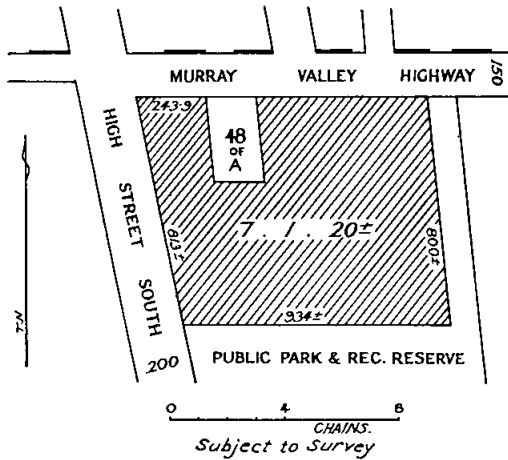 MURRAY VALLEY HIGHWAY
150
243·9
48
OF
A
HIGH STREET SOUTH
7 . 1 . 20±
813±
800±
934±
T.N
200
PUBLIC PARK & REC. RESERVE
0 4 8
CHAINS.
Subject to Survey